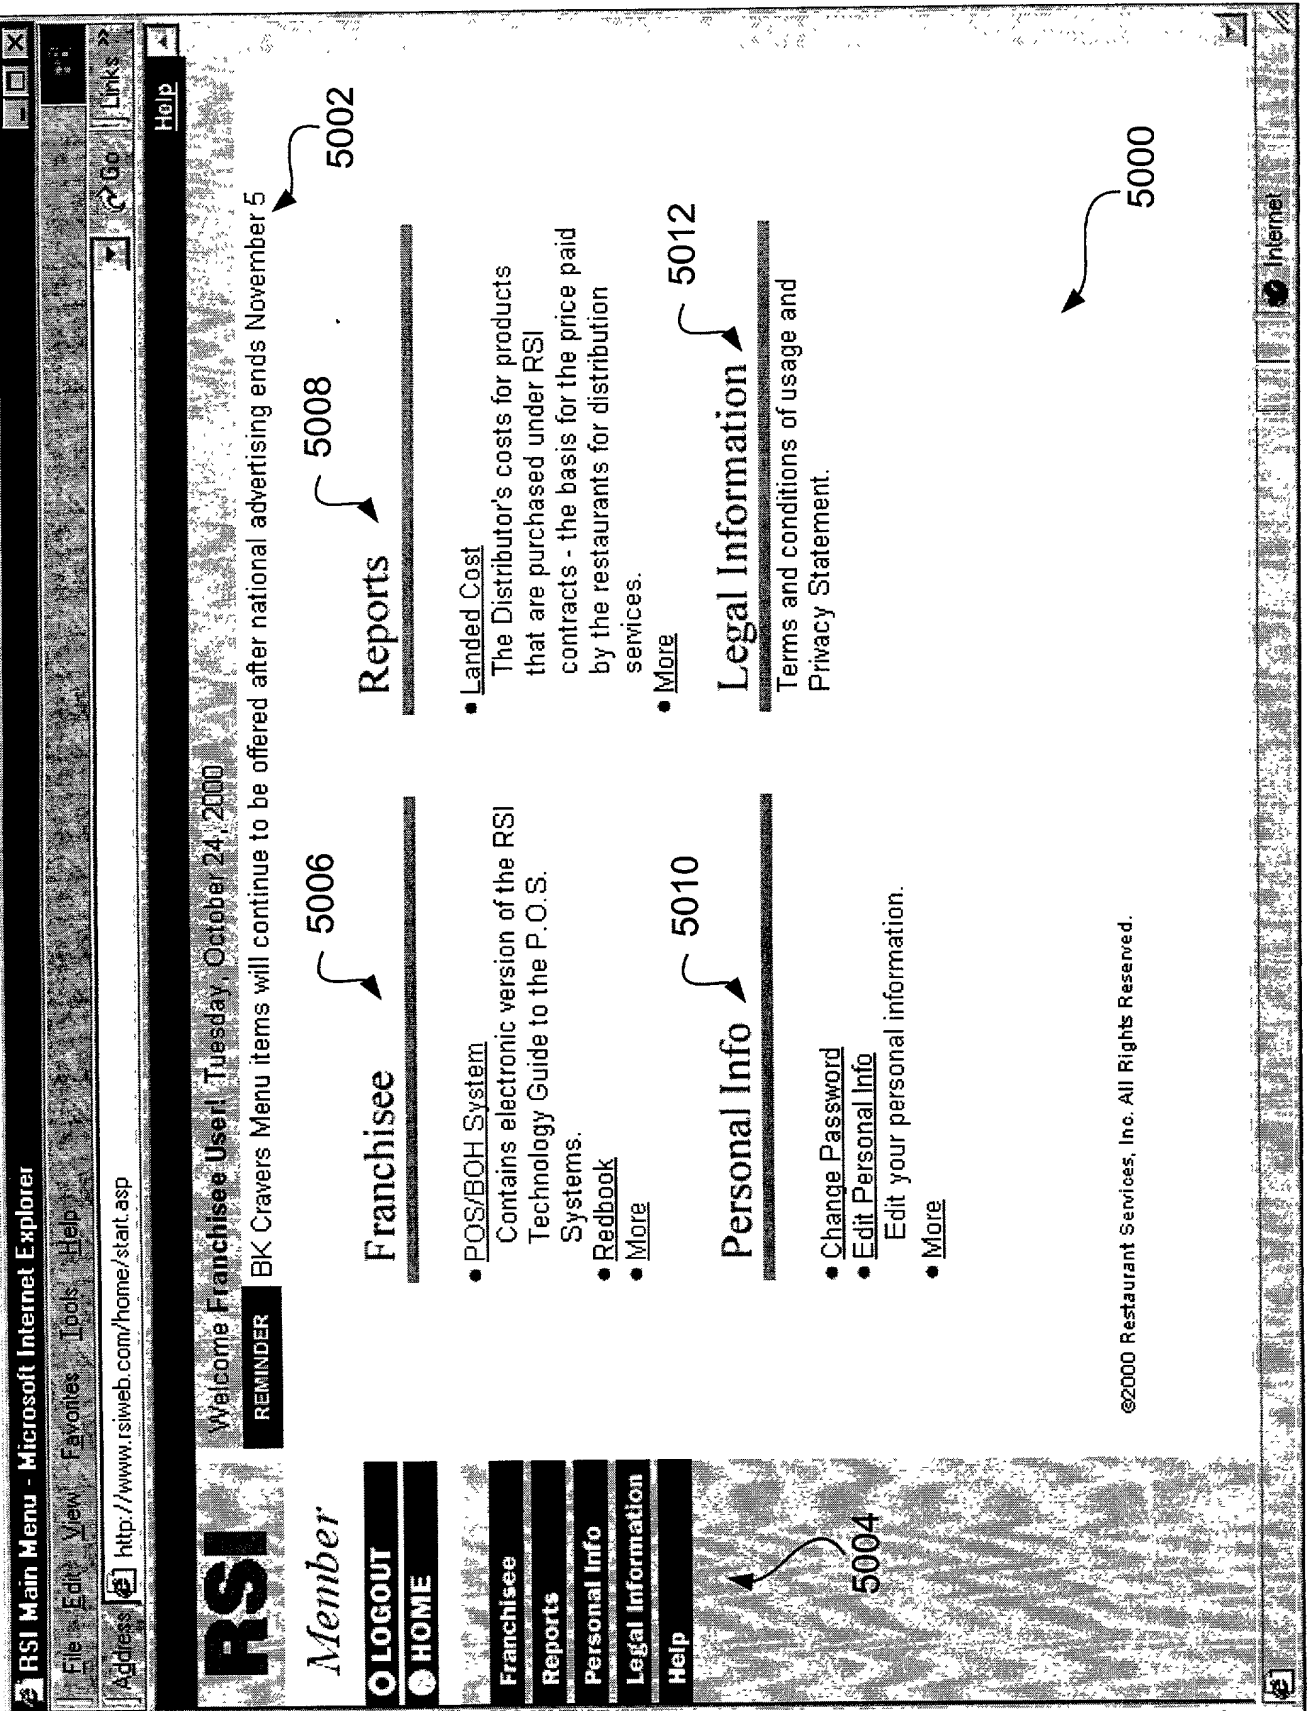 RSI Main Menu - Microsoft Internet Explorer
File Edit View Favorites Tools Help
Address http://www.rsiweb.com/home/start.asp Go Links »
Help
RSI
Welcome Franchisee User! Tuesday, October 24, 2000
REMINDER BK Cravers Menu items will continue to be offered after national advertising ends November 5
5002
Member
LOGOUT
HOME
Franchisee
Reports
Personal Info
Legal Information
Help
5004
5006
Franchisee
• POS/BOH System
Contains electronic version of the RSI
Technology Guide to the P.O.S.
Systems.
• Redbook
• More
5008
Reports
• Landed Cost
The Distributor's costs for products
that are purchased under RSI
contracts - the basis for the price paid
by the restaurants for distribution
services.
• More
5010
Personal Info
• Change Password
• Edit Personal Info
Edit your personal information.
• More
5012
Legal Information
Terms and conditions of usage and
Privacy Statement.
5000
©2000 Restaurant Services, Inc. All Rights Reserved.
Internet